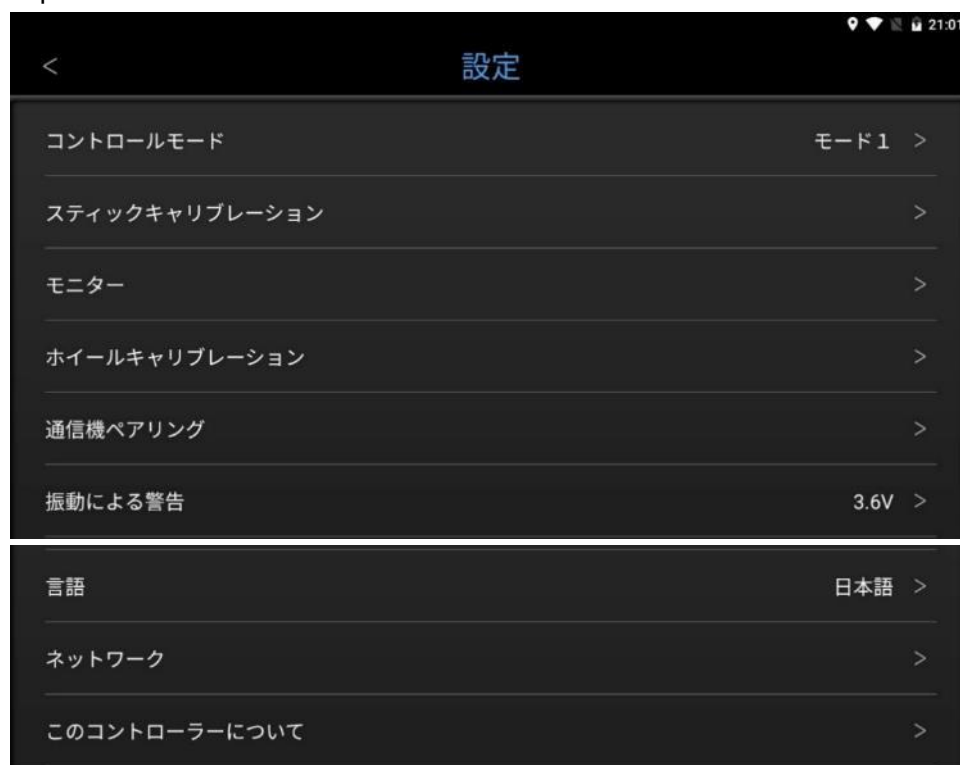 21:01
< 設定
コントロールモード モード1 >
スティックキャリブレーション >
モニター >
ホイールキャリブレーション >
通信機ペアリング >
振動による警告 3.6V >
言語 日本語 >
ネットワーク >
このコントローラーについて >